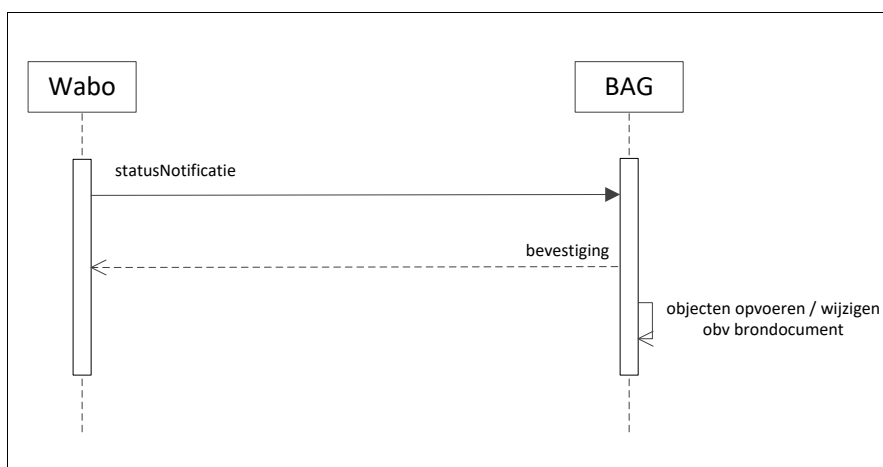 Wabo
BAG
statusNotificatie
bevestiging
objecten opvoeren / wijzigen
obv brondocument